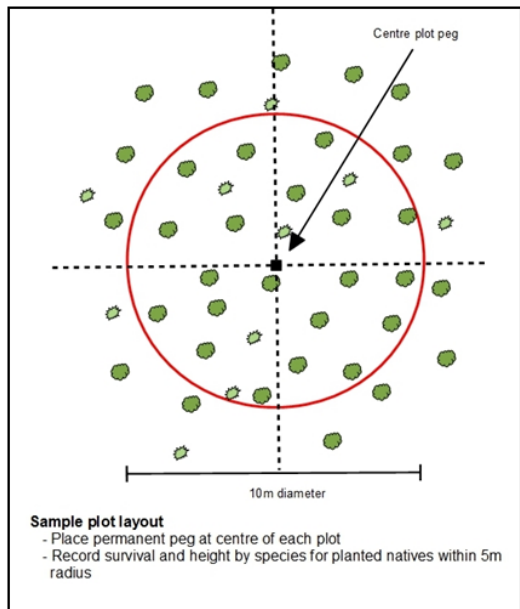 Centre plot peg
10m diameter
Sample plot layout
- Place permanent peg at centre of each plot
- Record survival and height by species for planted natives within 5m
radius